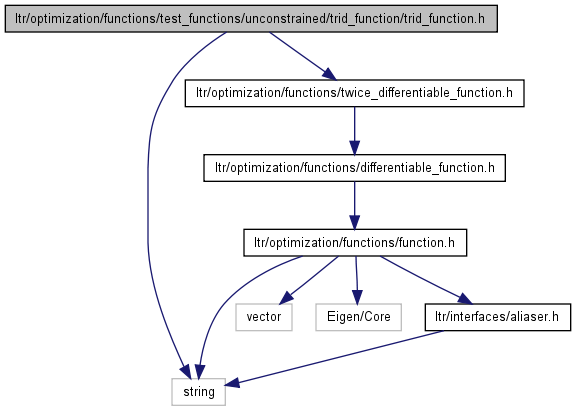 ltr/optimization/functions/test_functions/unconstrained/trid_function/trid_function.h
ltr/optimization/functions/twice_differentiable_function.h
ltr/optimization/functions/differentiable_function.h
ltr/optimization/functions/function.h
vector
Eigen/Core
ltr/interfaces/aliaser.h
string